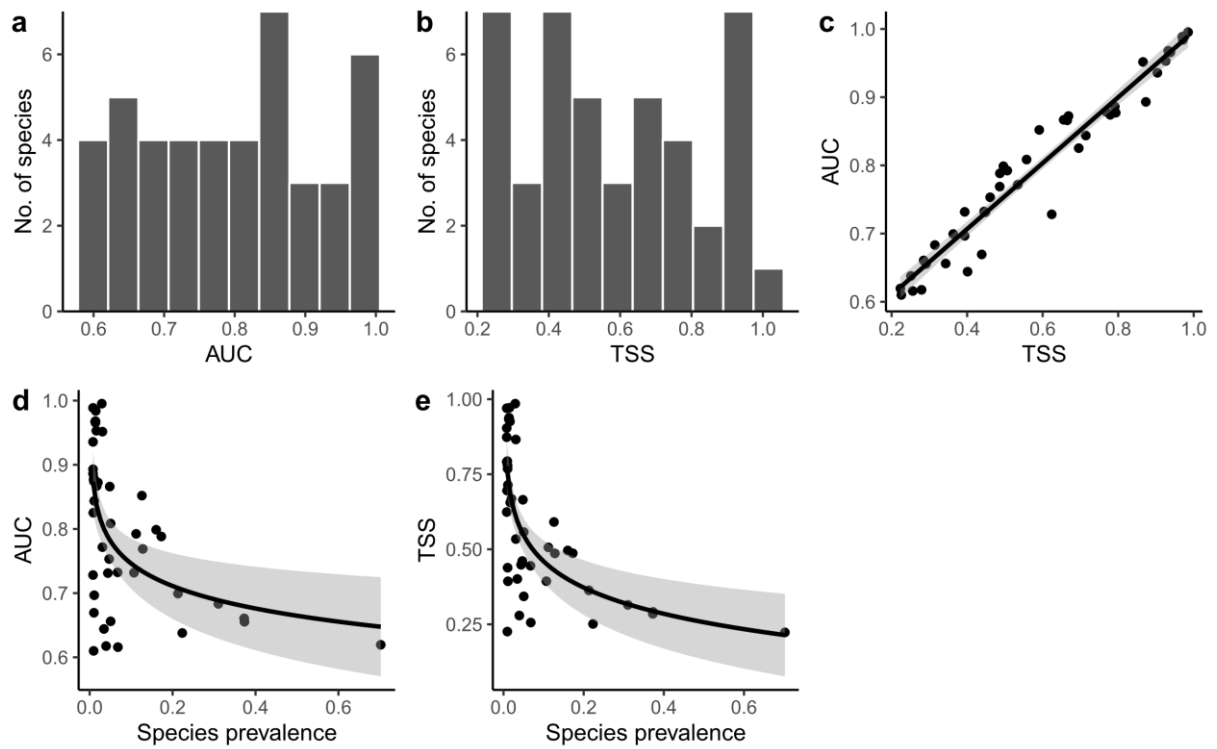 a
No. of species
6
4
2
0
0.6 0.7 0.8 0.9 1.0
AUC
b
No. of species
6
4
2
0
0.2 0.4 0.6 0.8 1.0
TSS
c
AUC
1.0
0.9
0.8
0.7
0.6
0.2 0.4 0.6 0.8 1.0
TSS
d
AUC
1.0
0.9
0.8
0.7
0.6
0.0 0.2 0.4 0.6
Species prevalence
e
TSS
1.00
0.75
0.50
0.25
0.0 0.2 0.4 0.6
Species prevalence